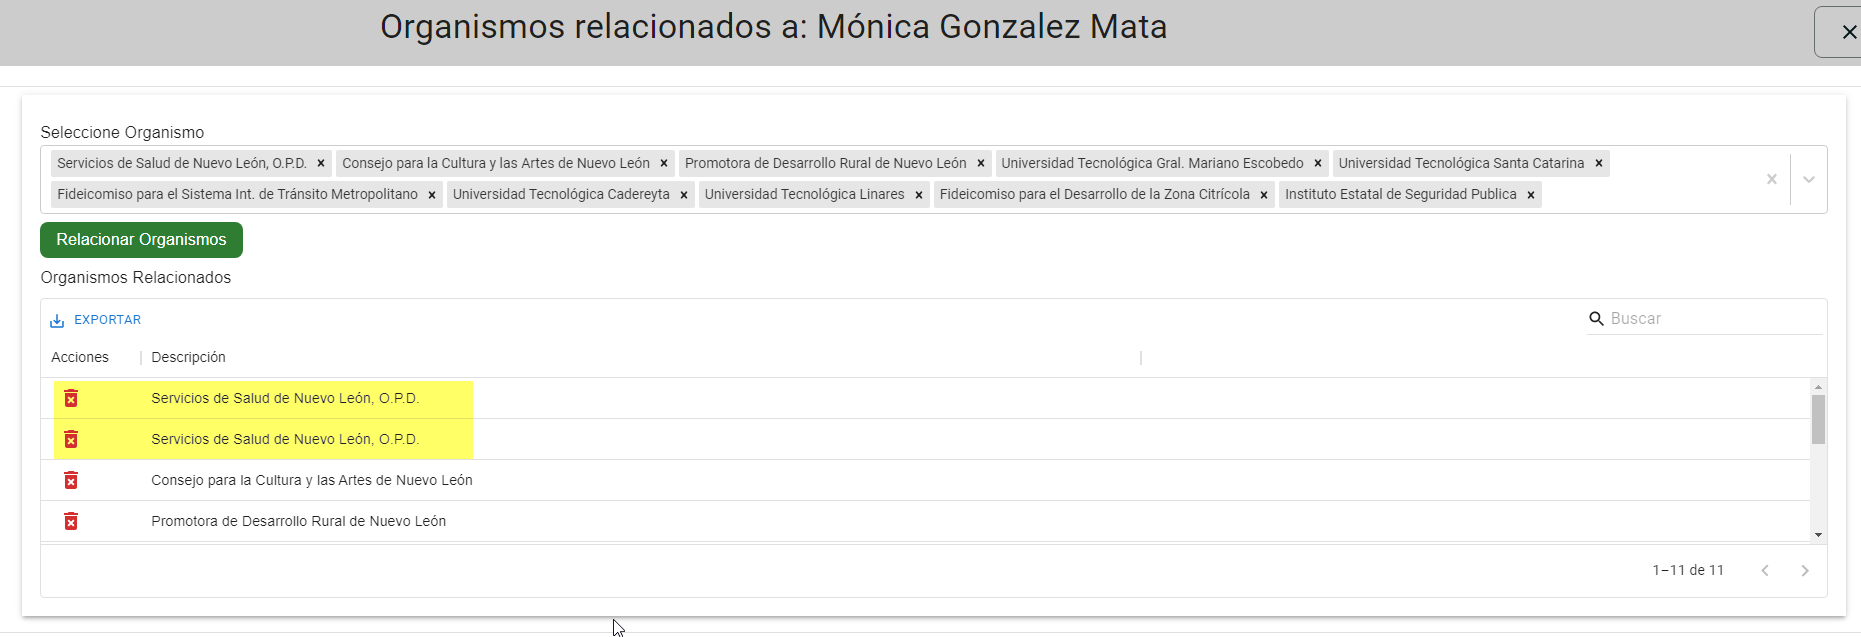 Organismos relacionados a: Mónica Gonzalez Mata
Seleccione Organismo
Servicios de Salud de Nuevo León, O.P.D. × Consejo para la Cultura y las Artes de Nuevo León × Promotora de Desarrollo Rural de Nuevo León × Universidad Tecnológica Gral. Mariano Escobedo × Universidad Tecnológica Santa Catarina ×
Fideicomiso para el Sistema Int. de Tránsito Metropolitano × Universidad Tecnológica Cadereyta × Universidad Tecnológica Linares × Fideicomiso para el Desarrollo de la Zona Citrícola × Instituto Estatal de Seguridad Publica ×
Relacionar Organismos
Organismos Relacionados
EXPORTAR Buscar
Acciones Descripción
Servicios de Salud de Nuevo León, O.P.D.
Servicios de Salud de Nuevo León, O.P.D.
Consejo para la Cultura y las Artes de Nuevo León
Promotora de Desarrollo Rural de Nuevo León
1–11 de 11